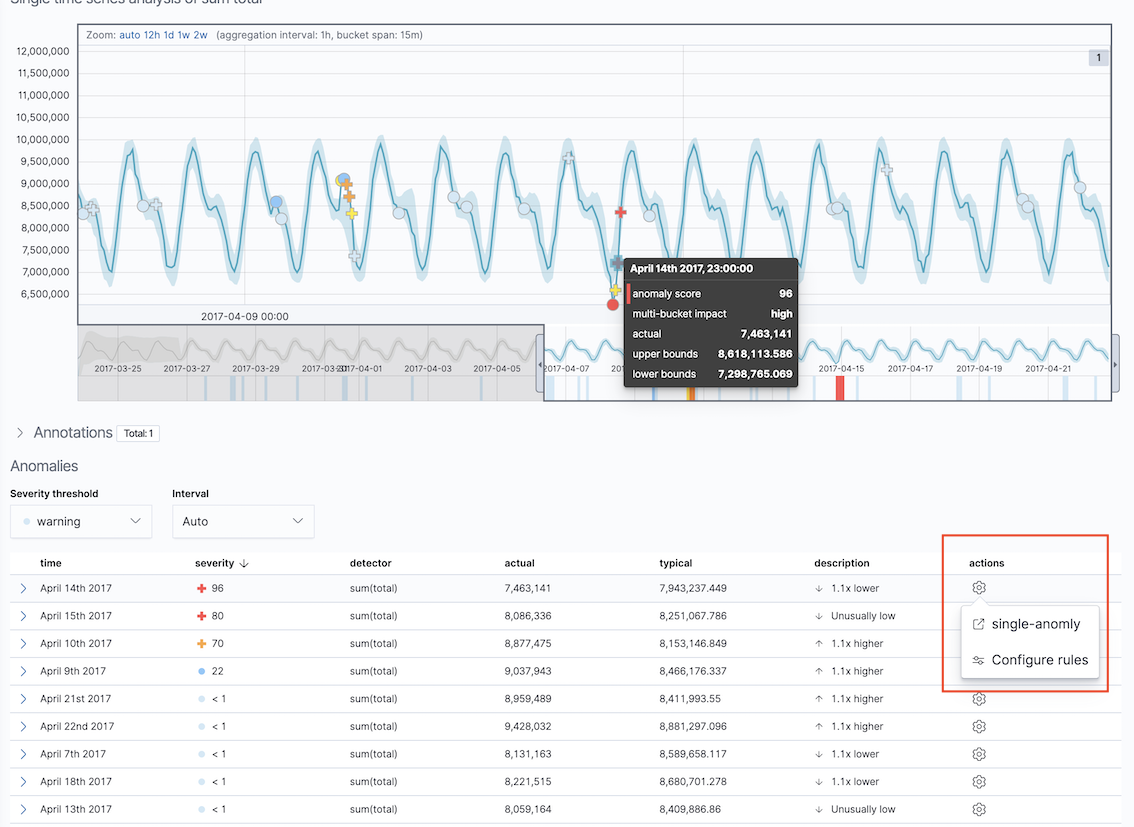 Single time series analysis of sum total
Zoom: auto 12h 1d 1w 2w (aggregation interval: 1h, bucket span: 15m)
12,000,000
11,500,000
11,000,000
10,500,000
10,000,000
9,500,000
9,000,000
8,500,000
8,000,000
7,500,000
7,000,000
6,500,000
1
2017-04-09 00:00
April 14th 2017, 23:00:00
anomaly score 96
multi-bucket impact high
actual 7,463,141
upper bounds 8,618,113.586
lower bounds 7,298,765.069
2017-03-25 2017-03-27 2017-03-29 2017-04-01 2017-04-03 2017-04-05 2017-04-07 2017-04-15 2017-04-17 2017-04-19 2017-04-21
Annotations Total: 1
Anomalies
Severity threshold Interval
warning Auto
time severity detector actual typical description actions
April 14th 2017 96 sum(total) 7,463,141 7,943,237.449 1.1x lower
April 15th 2017 80 sum(total) 8,086,336 8,251,067.786 Unusually low
single-anomly
April 10th 2017 70 sum(total) 8,877,475 8,153,146.849 1.1x higher
Configure rules
April 9th 2017 22 sum(total) 9,037,943 8,466,176.337 1.1x higher
April 21st 2017 < 1 sum(total) 8,959,489 8,411,993.55 1.1x higher
April 22nd 2017 < 1 sum(total) 9,428,032 8,881,297.096 1.1x higher
April 7th 2017 < 1 sum(total) 8,131,163 8,589,658.117 1.1x lower
April 18th 2017 < 1 sum(total) 8,221,515 8,680,701.278 1.1x lower
April 13th 2017 < 1 sum(total) 8,059,164 8,409,886.86 Unusually low